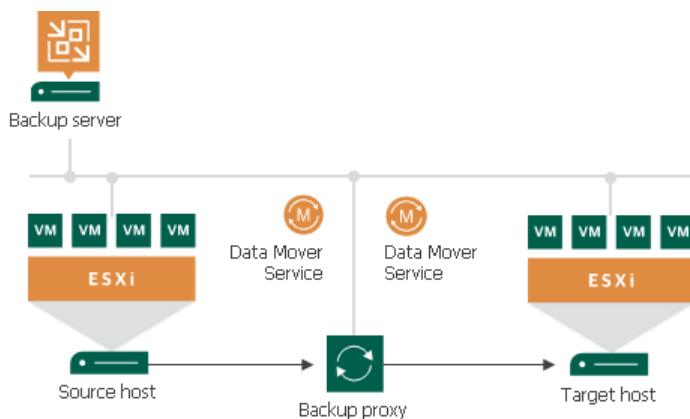 Backup server
VM VM VM VM
ESXi
Source host
M
Data Mover
Service
M
Data Mover
Service
Backup proxy
VM VM VM VM
ESXi
Target host